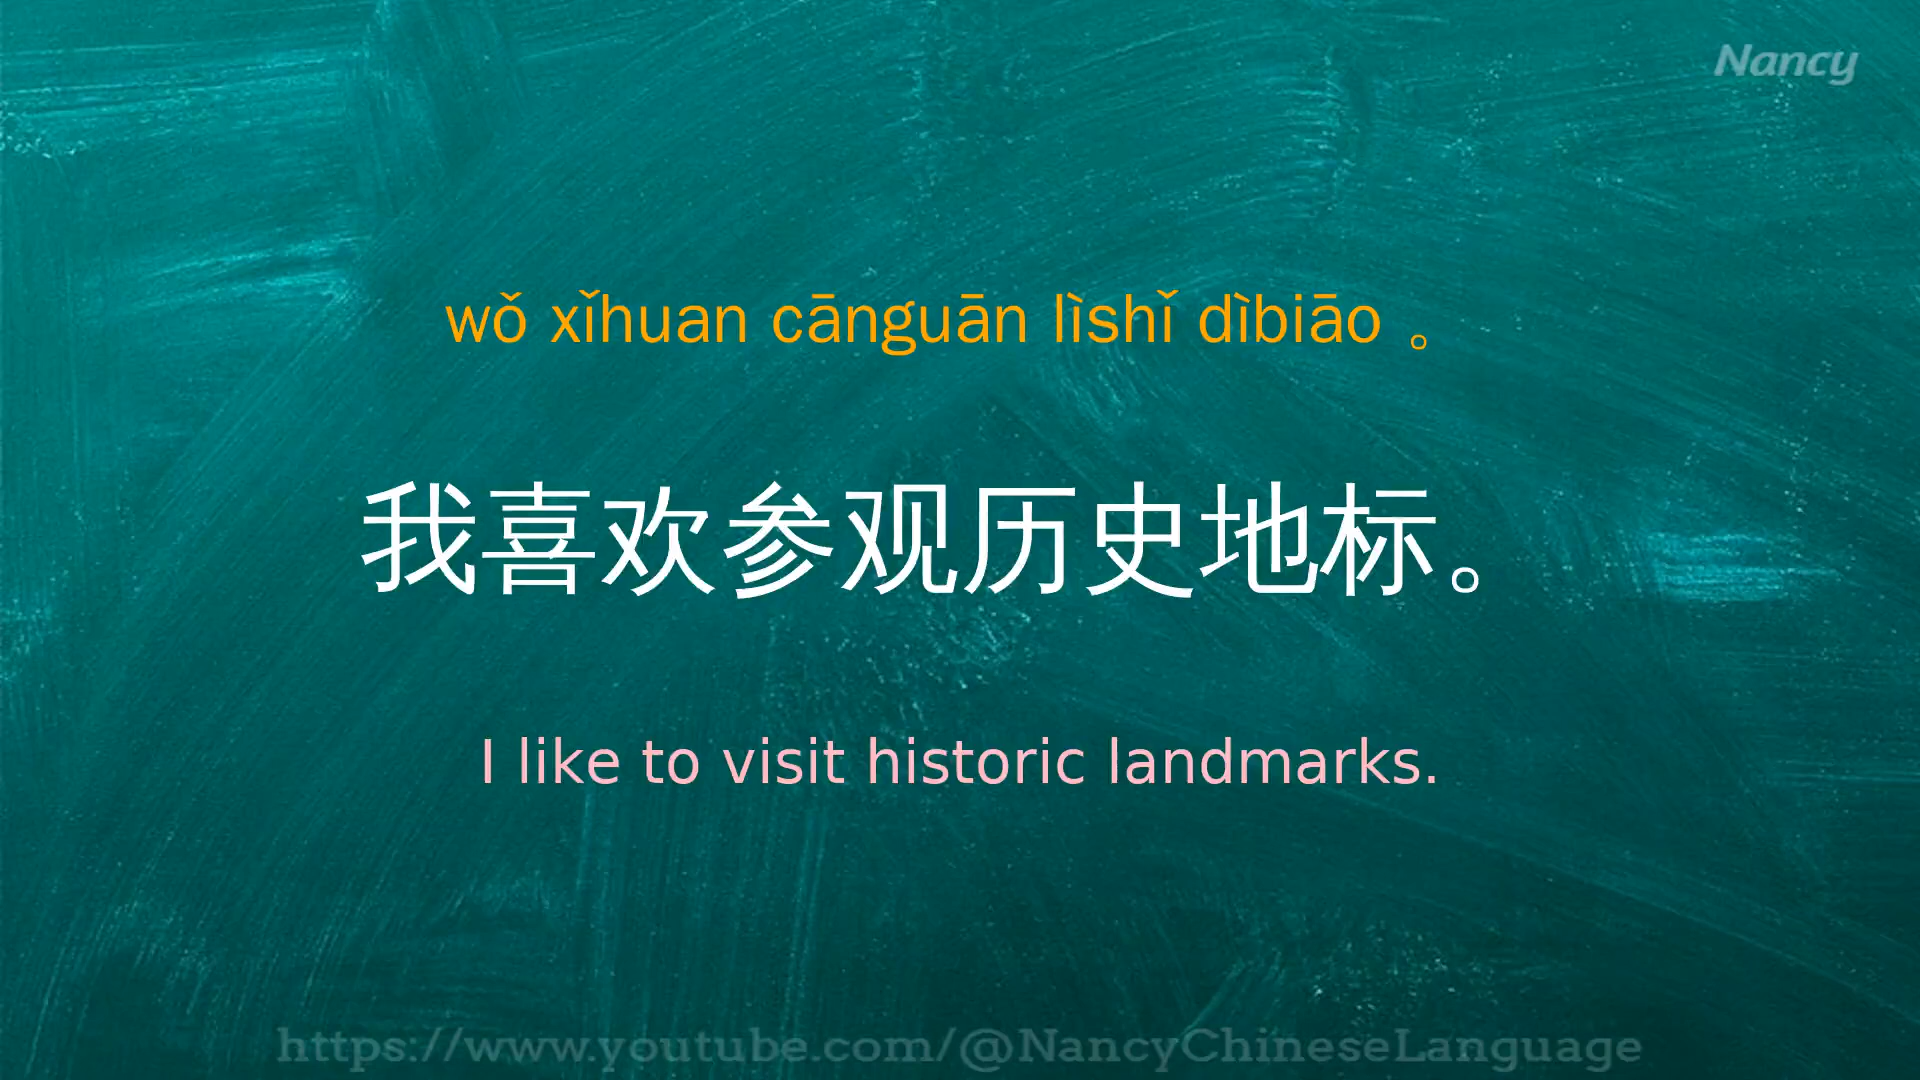 Nancy
wǒ xǐhuan cānguān lìshǐ dìbiāo 。
我喜欢参观历史地标。
I like to visit historic landmarks.
https://www.youtube.com/@NancyChineseLanguage